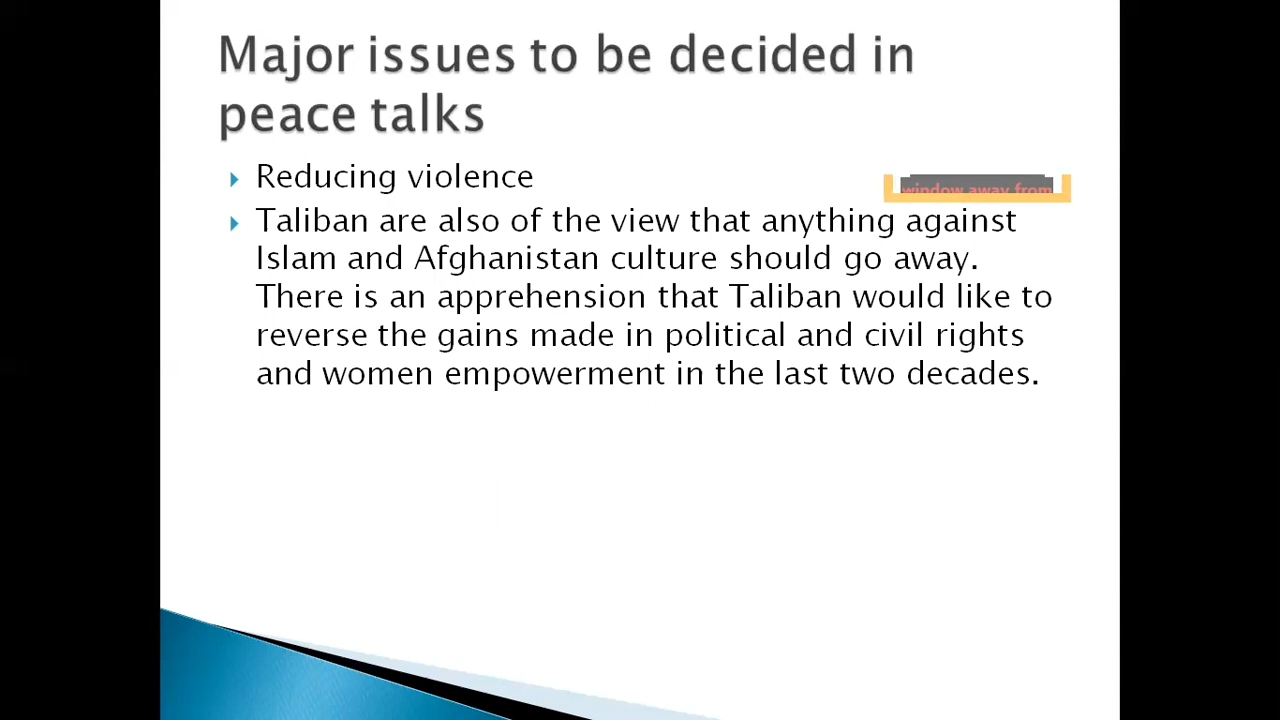 Major issues to be decided in
peace talks
Reducing violence
window away from
Taliban are also of the view that anything against
Islam and Afghanistan culture should go away.
There is an apprehension that Taliban would like to
reverse the gains made in political and civil rights
and women empowerment in the last two decades.